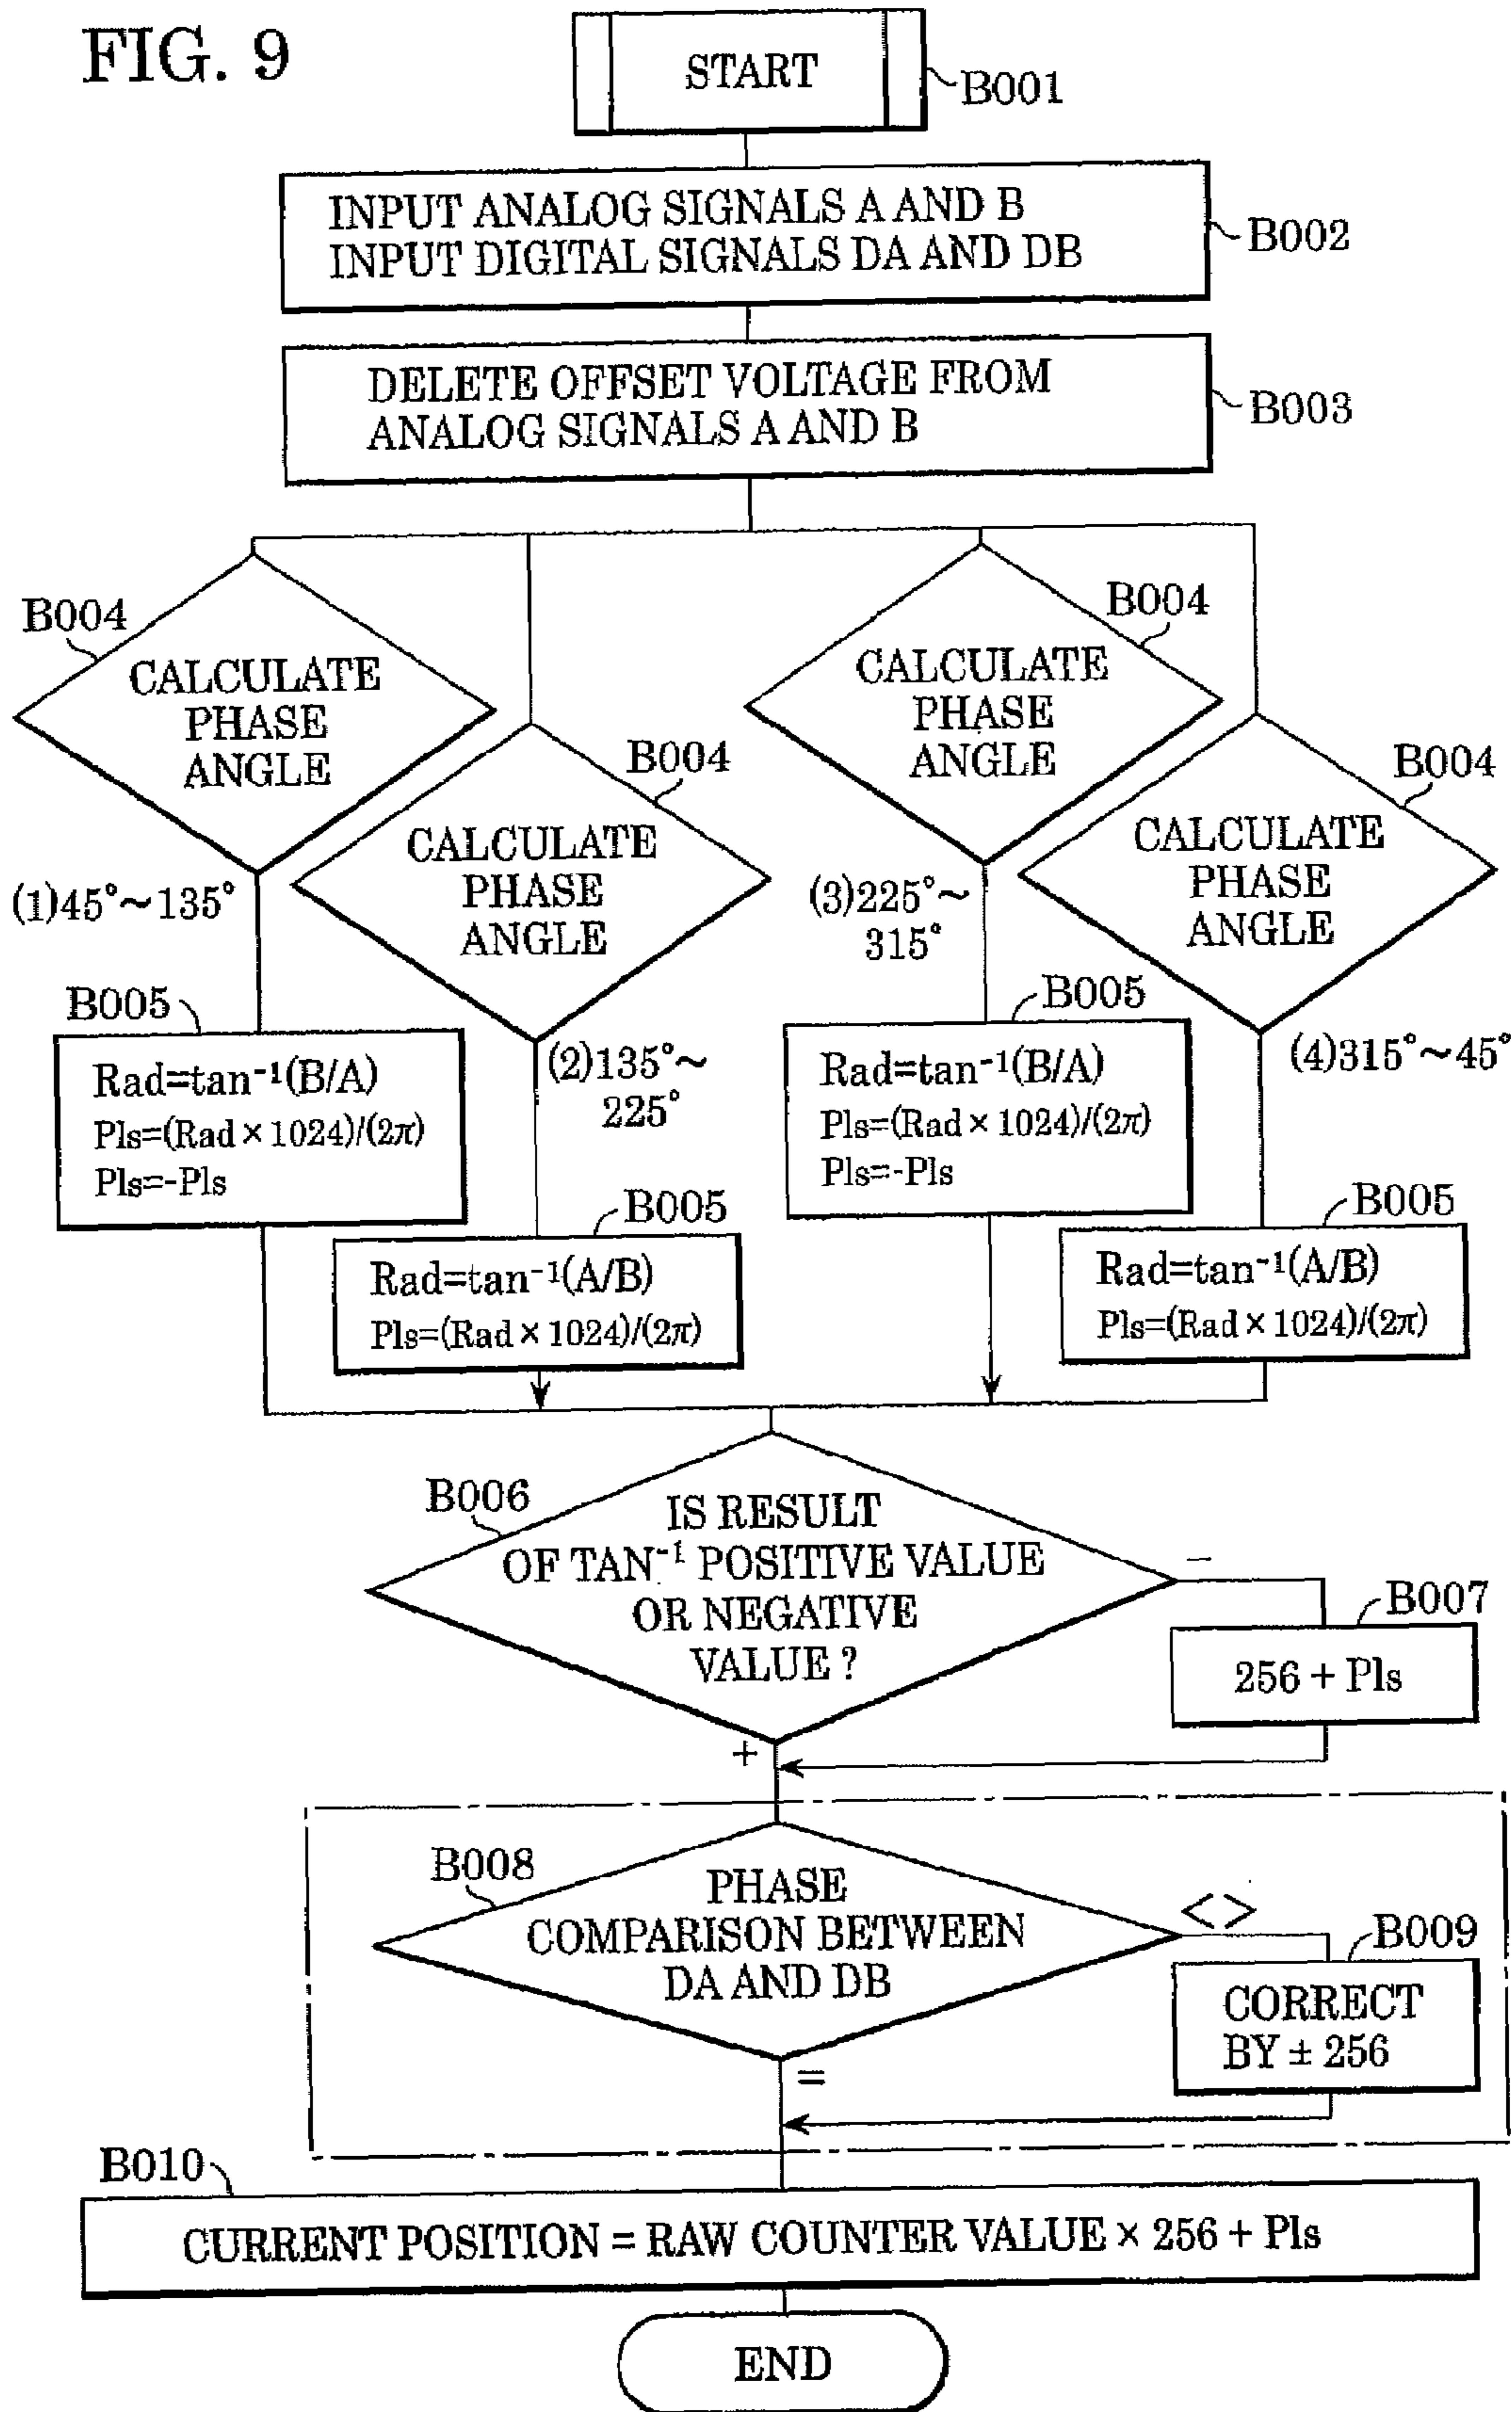 FIG. 9
START
B001
INPUT ANALOG SIGNALS A AND B
INPUT DIGITAL SIGNALS DA AND DB
B002
DELETE OFFSET VOLTAGE FROM
ANALOG SIGNALS A AND B
B003
B004
CALCULATE
PHASE
ANGLE
(1)45°~135°
B004
CALCULATE
PHASE
ANGLE
(2)135°~
225°
B004
CALCULATE
PHASE
ANGLE
(3)225°~
315°
B004
CALCULATE
PHASE
ANGLE
(4)315°~45°
B005
Rad=tan⁻¹(B/A)
Pls=(Rad × 1024)/(2π)
Pls=-Pls
B005
Rad=tan⁻¹(A/B)
Pls=(Rad × 1024)/(2π)
B005
Rad=tan⁻¹(B/A)
Pls=(Rad × 1024)/(2π)
Pls=-Pls
B005
Rad=tan⁻¹(A/B)
Pls=(Rad × 1024)/(2π)
B006
IS RESULT
OF TAN⁻¹ POSITIVE VALUE
OR NEGATIVE
VALUE ?
−
B007
256 + Pls
+
B008
PHASE
COMPARISON BETWEEN
DA AND DB
<>
B009
CORRECT
BY ± 256
=
B010
CURRENT POSITION = RAW COUNTER VALUE × 256 + Pls
END